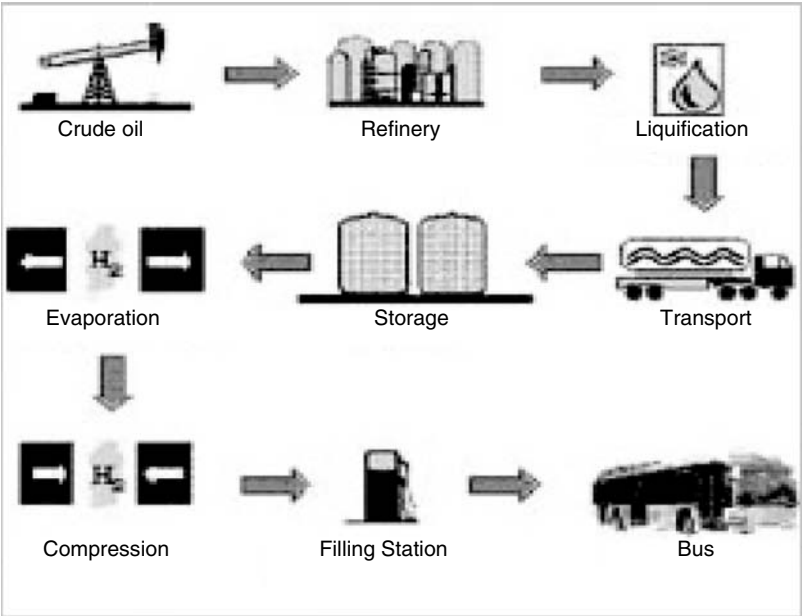 Crude oil
Refinery
Liquification
H2
Evaporation
Storage
Transport
H2
Compression
Filling Station
Bus